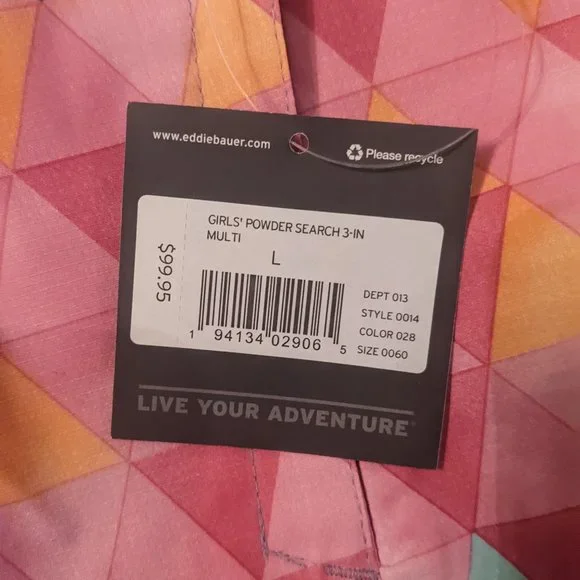 www.eddiebauer.com
Please recycle
GIRLS' POWDER SEARCH 3-IN
MULTI
L
$99.95
DEPT 013
STYLE 0014
COLOR 028
SIZE 0060
1 94134 02906 5
LIVE YOUR ADVENTURE®